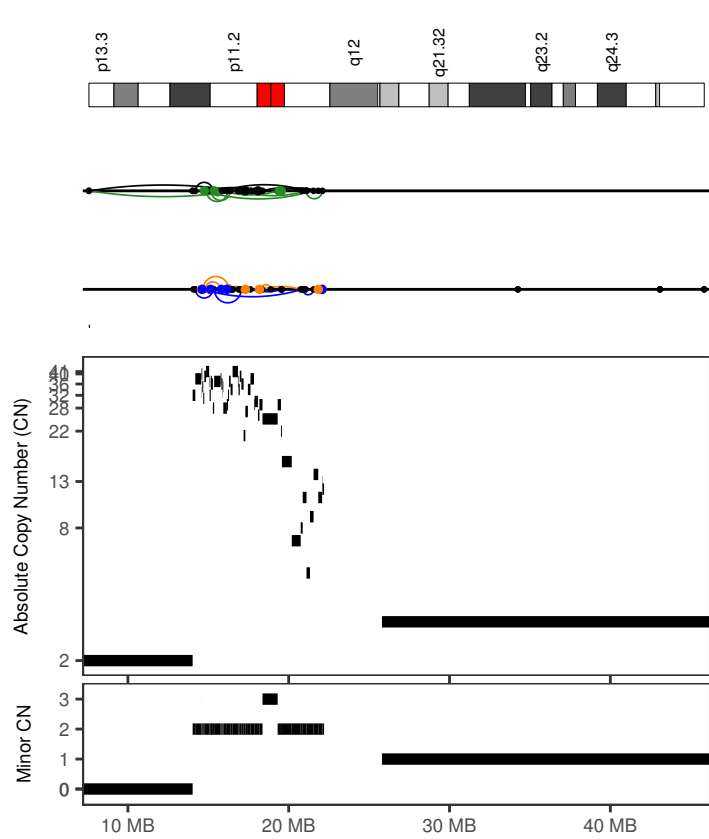 p13.3
p11.2
q12
q21.32
q23.2
q24.3
Absolute Copy Number (CN)
41
36
32
28
22
13
8
2
Minor CN
3
2
1
0
10 MB
20 MB
30 MB
40 MB